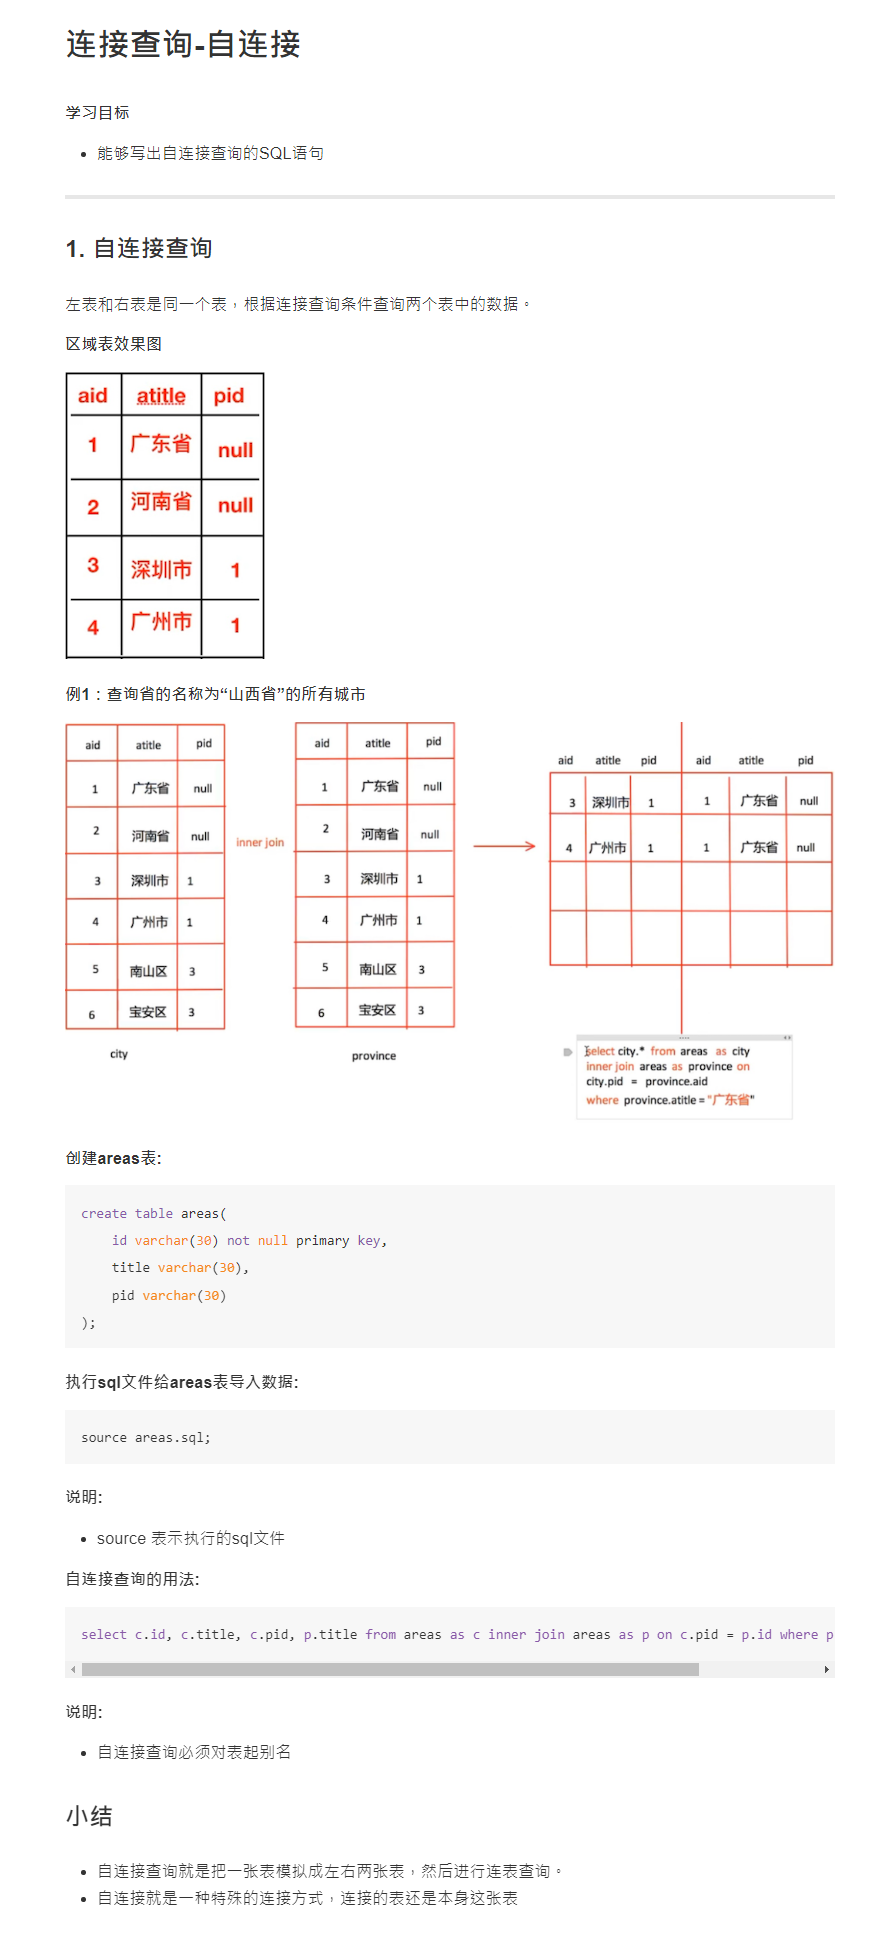 连接查询-自连接
学习目标
能够写出自连接查询的SQL语句
1. 自连接查询
左表和右表是同一个表，根据连接查询条件查询两个表中的数据。
区域表效果图
aid atitle pid
1 广东省 null
2 河南省 null
3 深圳市 1
4 广州市 1
例1：查询省的名称为“山西省”的所有城市
aid atitle pid
1 广东省 null
2 河南省 null
3 深圳市 1
4 广州市 1
5 南山区 3
6 宝安区 3
city
inner join
aid atitle pid
1 广东省 null
2 河南省 null
3 深圳市 1
4 广州市 1
5 南山区 3
6 宝安区 3
province
aid atitle pid aid atitle pid
3 深圳市 1 1 广东省 null
4 广州市 1 1 广东省 null
select city.* from areas as city
inner join areas as province on
city.pid = province.aid
where province.atitle = "广东省"
创建areas表:
create table areas(
id varchar(30) not null primary key,
title varchar(30),
pid varchar(30)
);
执行sql文件给areas表导入数据:
source areas.sql;
说明:
source 表示执行的sql文件
自连接查询的用法:
select c.id, c.title, c.pid, p.title from areas as c inner join areas as p on c.pid = p.id where p
说明:
自连接查询必须对表起别名
小结
自连接查询就是把一张表模拟成左右两张表，然后进行连表查询。
自连接就是一种特殊的连接方式，连接的表还是本身这张表